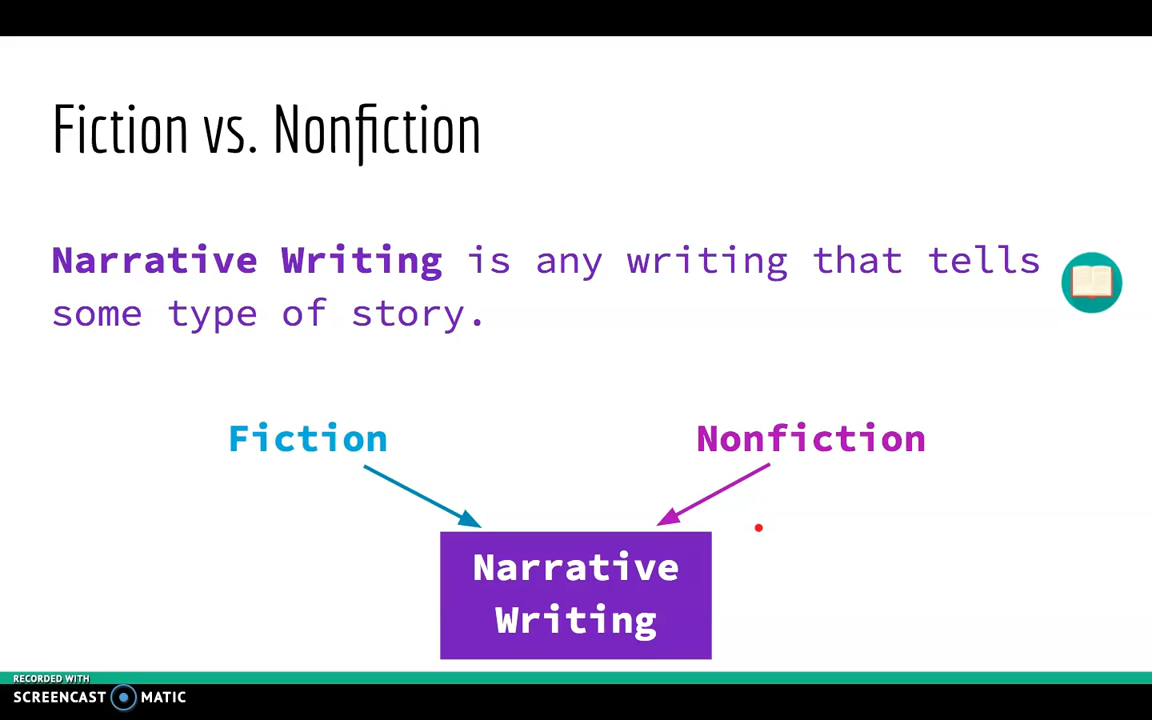 Fiction vs. Nonfiction
Narrative Writing is any writing that tells
some type of story.
Fiction
Nonfiction
Narrative
Writing
RECORDED WITH
SCREENCAST MATIC